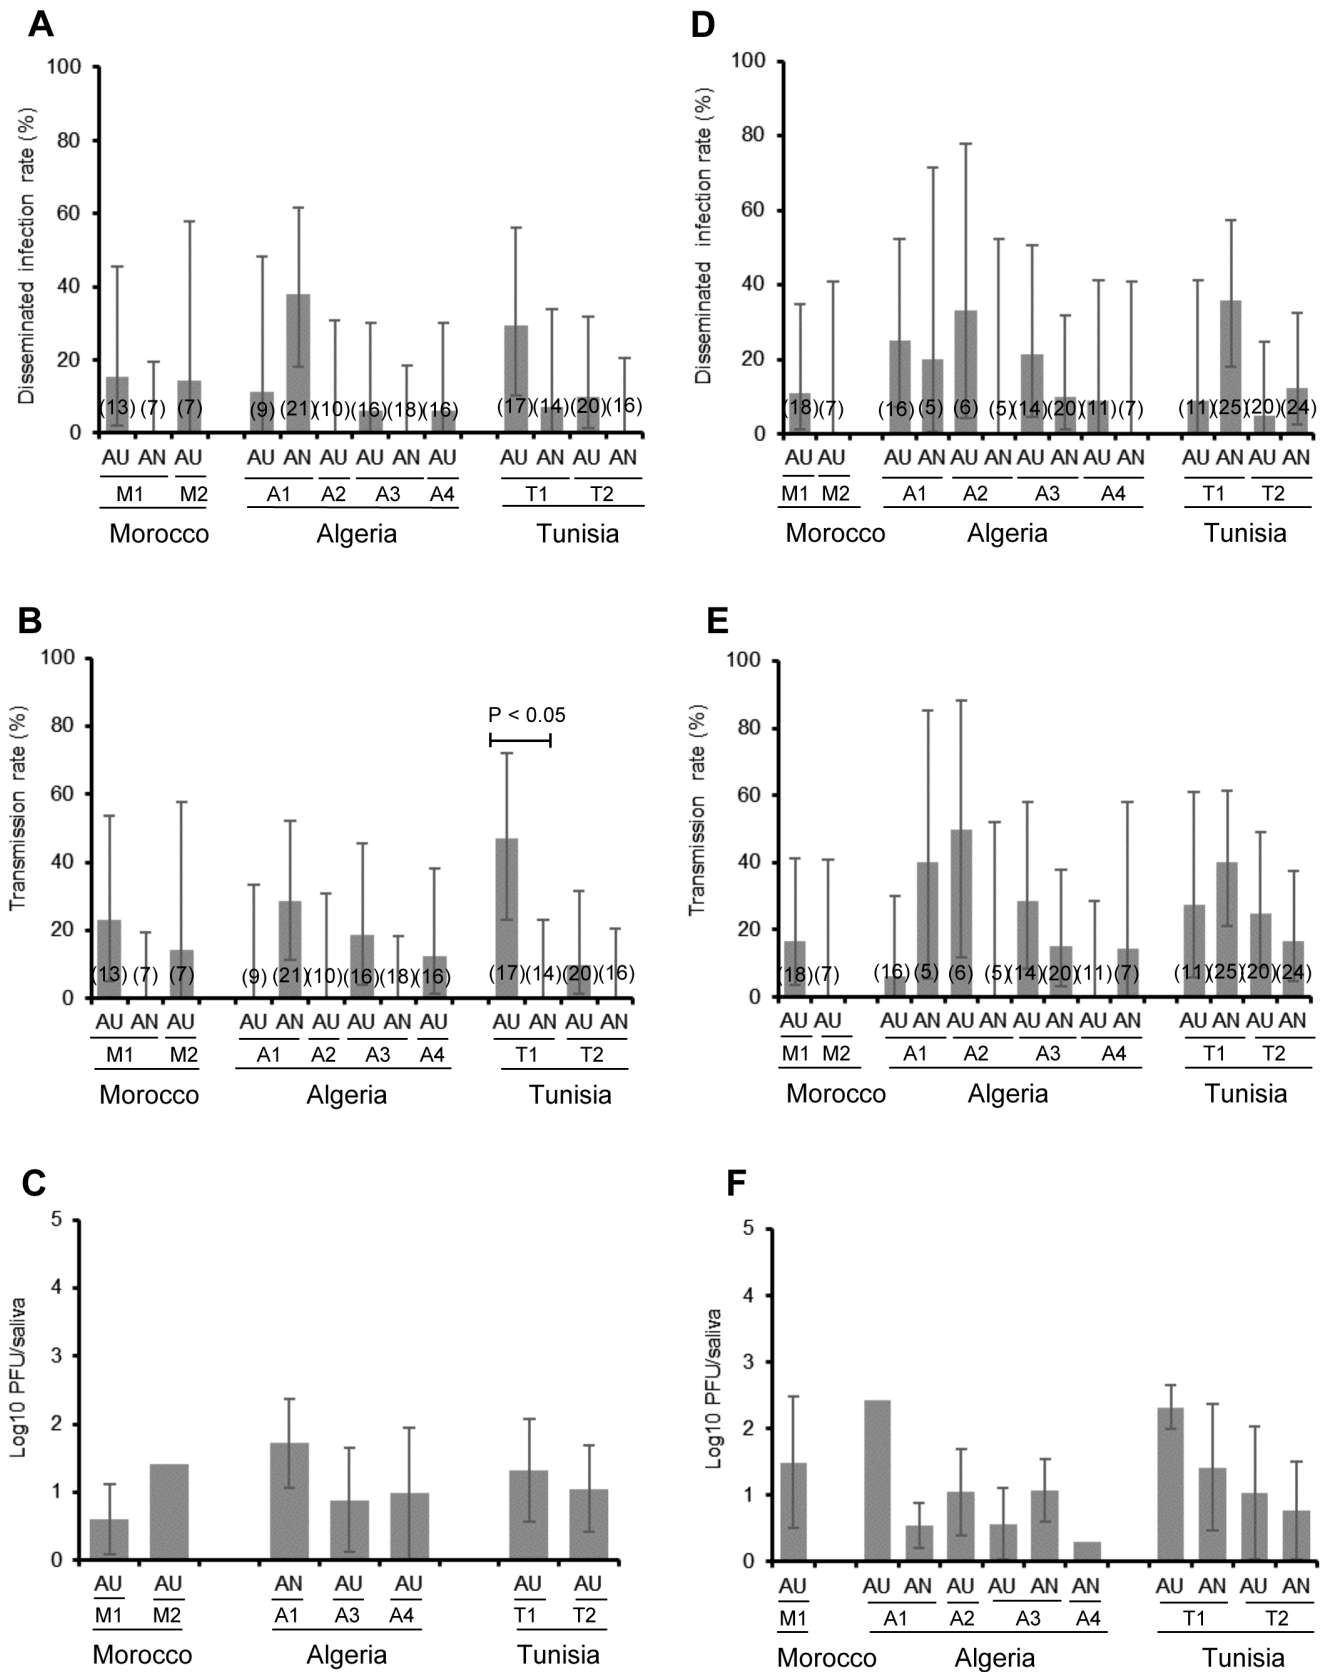 A
Disseminated infection rate (%)
100
80
60
40
20
0
(13) (7) (7) (9) (21) (10) (16) (18) (16) (17) (14) (20) (16)
AU AN AU AU AN AU AU AN AU AU AN AU AN
M1 M2 A1 A2 A3 A4 T1 T2
Morocco Algeria Tunisia
D
Disseminated infection rate (%)
100
80
60
40
20
0
(18) (7) (16) (5) (6) (5) (14) (20) (11) (7) (11) (25) (20) (24)
AU AU AU AN AU AN AU AN AU AN AU AN AU AN
M1 M2 A1 A2 A3 A4 T1 T2
Morocco Algeria Tunisia
B
Transmission rate (%)
100
80
60
40
20
0
P < 0.05
(13) (7) (7) (9) (21) (10) (16) (18) (16) (17) (14) (20) (16)
AU AN AU AU AN AU AU AN AU AU AN AU AN
M1 M2 A1 A2 A3 A4 T1 T2
Morocco Algeria Tunisia
E
Transmission rate (%)
100
80
60
40
20
0
(18) (7) (16) (5) (6) (5) (14) (20) (11) (7) (11) (25) (20) (24)
AU AU AU AN AU AN AU AN AU AN AU AN AU AN
M1 M2 A1 A2 A3 A4 T1 T2
Morocco Algeria Tunisia
C
Log10 PFU/saliva
5
4
3
2
1
0
AU AU AN AU AU AU AU
M1 M2 A1 A3 A4 T1 T2
Morocco Algeria Tunisia
F
Log10 PFU/saliva
5
4
3
2
1
0
AU AU AN AU AU AN AN AU AN AU AN
M1 A1 A2 A3 A4 T1 T2
Morocco Algeria Tunisia